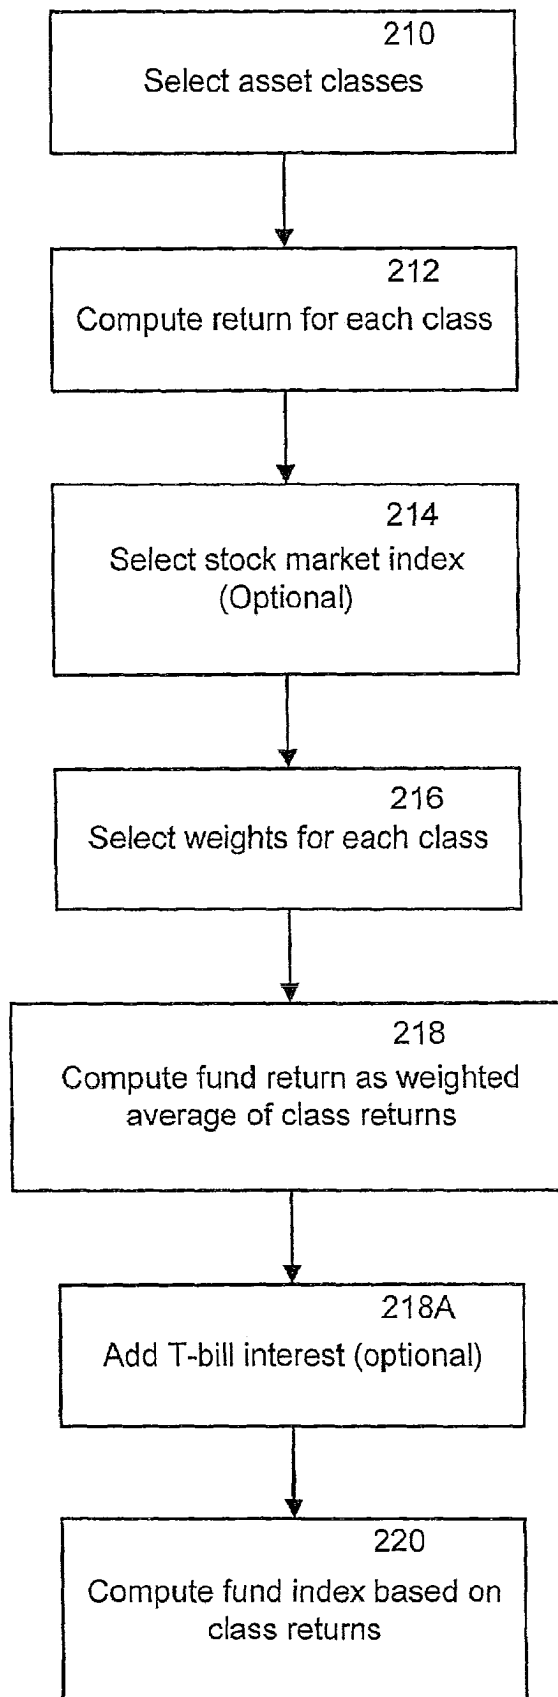 210
Select asset classes
212
Compute return for each class
214
Select stock market index
(Optional)
216
Select weights for each class
218
Compute fund return as weighted
average of class returns
218A
Add T-bill interest (optional)
220
Compute fund index based on
class returns